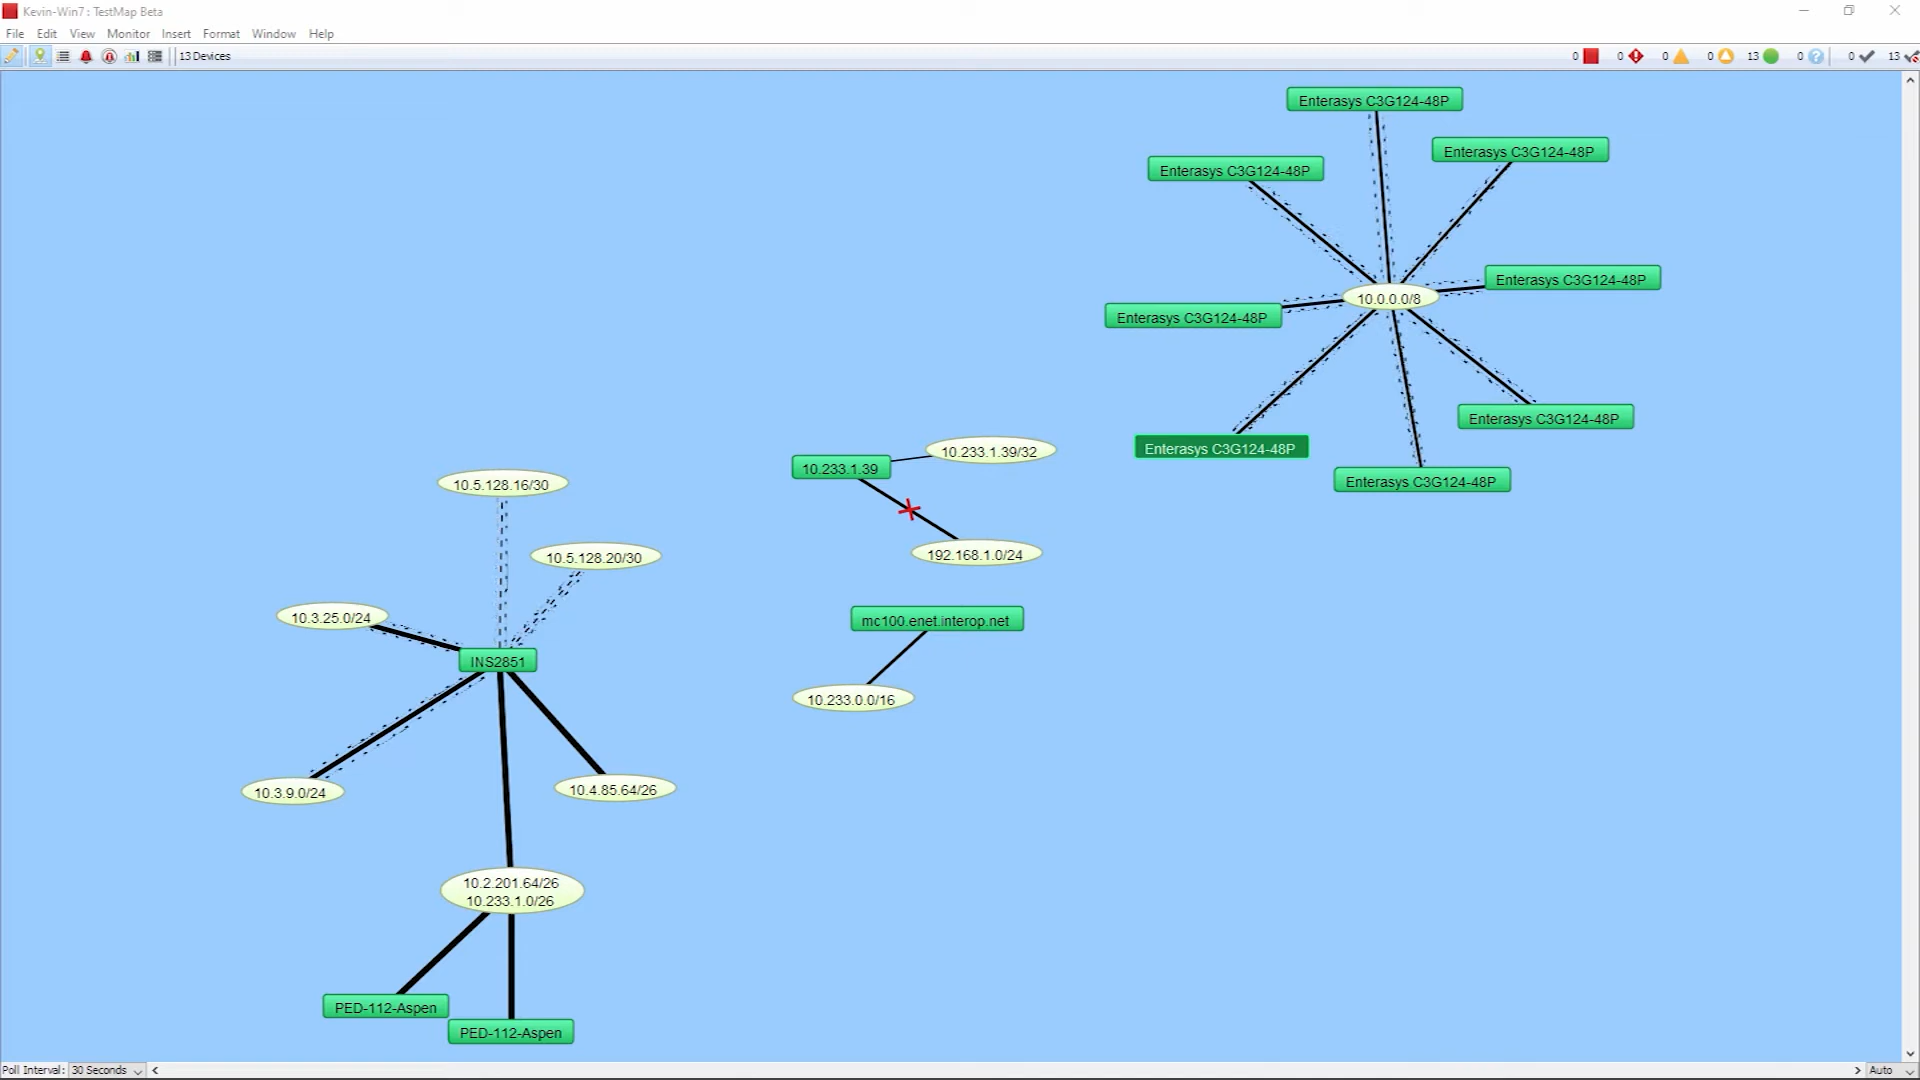 Kevin-Win7 : TestMap Beta
File Edit View Monitor Insert Format Window Help
13 Devices 0 0 0 0 13 0 ? 0 13
Enterasys C3G124-48P
Enterasys C3G124-48P
Enterasys C3G124-48P
Enterasys C3G124-48P
10.0.0.0/8
Enterasys C3G124-48P
Enterasys C3G124-48P
Enterasys C3G124-48P
Enterasys C3G124-48P
10.233.1.39/32
10.233.1.39
10.5.128.16/30
192.168.1.0/24
10.5.128.20/30
10.3.25.0/24
mc100.enet.interop.net
INS2851
10.233.0.0/16
10.3.9.0/24
10.4.85.64/26
10.2.201.64/26
10.233.1.0/26
PED-112-Aspen
PED-112-Aspen
Poll Interval: 30 Seconds Auto